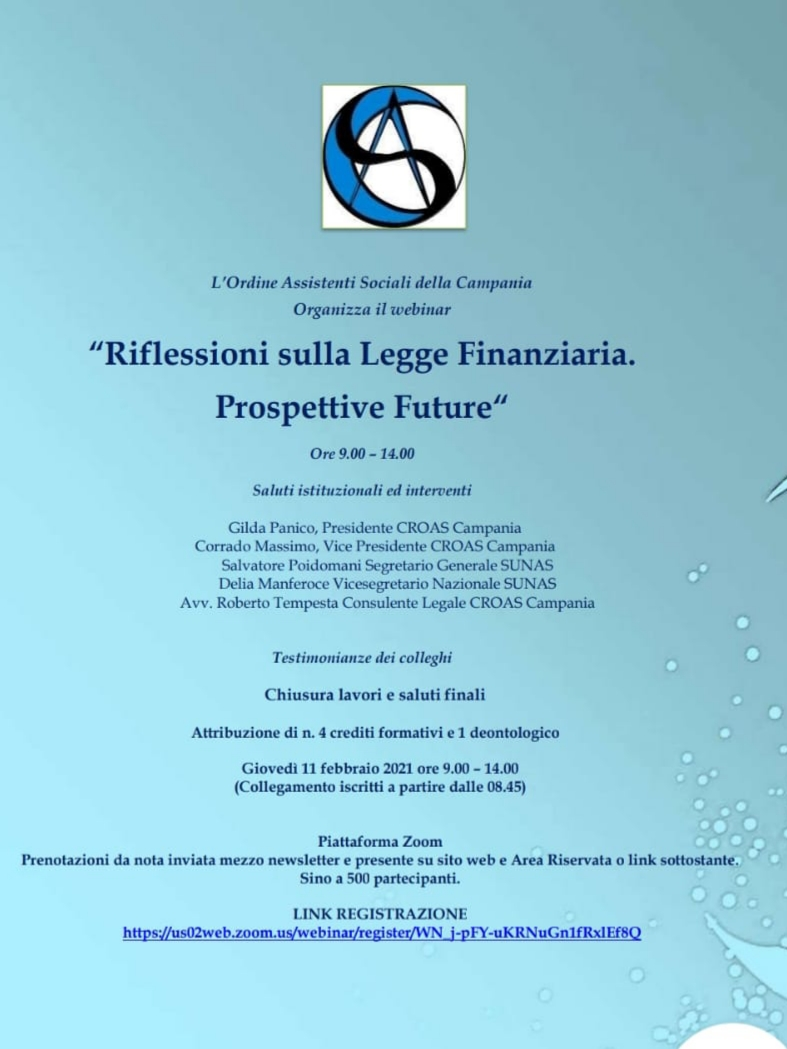 L'Ordine Assistenti Sociali della Campania
Organizza il webinar
“Riflessioni sulla Legge Finanziaria.
Prospettive Future“
Ore 9.00 – 14.00
Saluti istituzionali ed interventi
Gilda Panico, Presidente CROAS Campania
Corrado Massimo, Vice Presidente CROAS Campania
Salvatore Poidomani Segretario Generale SUNAS
Delia Manferoce Vicesegretario Nazionale SUNAS
Avv. Roberto Tempesta Consulente Legale CROAS Campania
Testimonianze dei colleghi
Chiusura lavori e saluti finali
Attribuzione di n. 4 crediti formativi e 1 deontologico
Giovedì 11 febbraio 2021 ore 9.00 – 14.00
(Collegamento iscritti a partire dalle 08.45)
Piattaforma Zoom
Prenotazioni da nota inviata mezzo newsletter e presente su sito web e Area Riservata o link sottostante.
Sino a 500 partecipanti.
LINK REGISTRAZIONE
https://us02web.zoom.us/webinar/register/WN_j-pFY-uKRNuGn1fRxlEf8Q